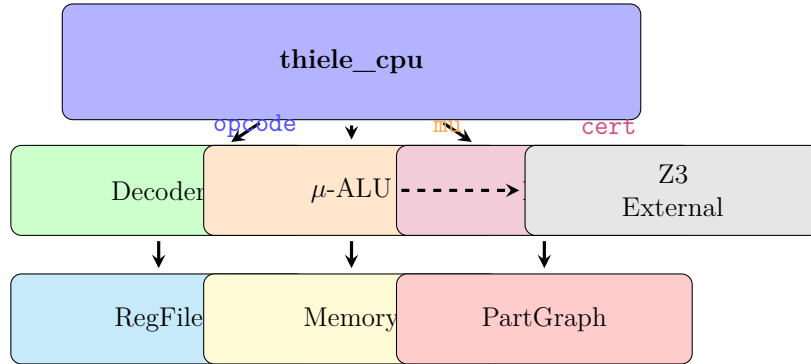 thiele_cpu
opcode
mu
cert
Decoder
μ-ALU
Z3
External
RegFile
Memory
PartGraph